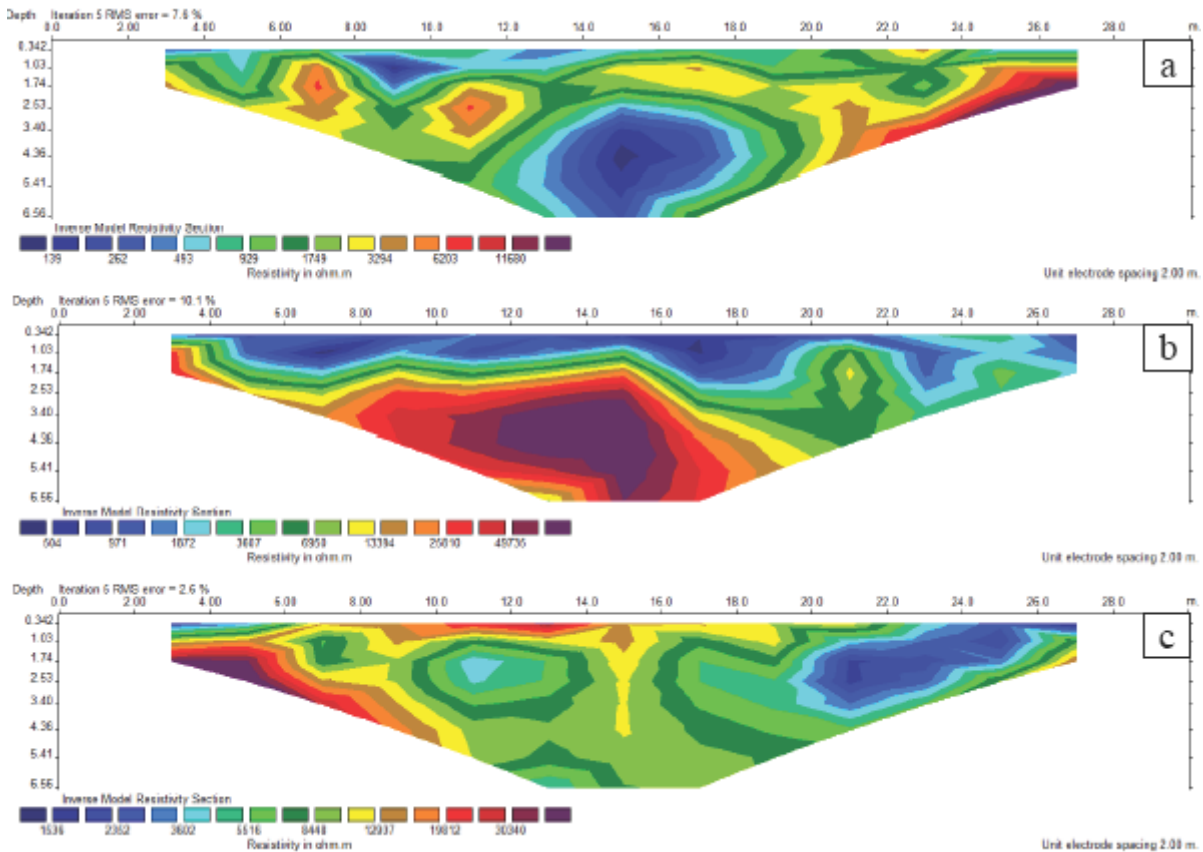 Depth Iteration 5 RMS error = 7.6 %
0.0 2.00 4.00 6.00 8.00 10.0 12.0 14.0 16.0 18.0 20.0 22.0 24.0 26.0 28.0 m.
0.342
1.03
1.74
2.53
3.40
4.36
5.41
6.56
a
Inverse Model Resistivity Section
139 262 493 929 1749 3294 6203 11680
Resistivity in ohm.m
Unit electrode spacing 2.00 m.
Depth Iteration 5 RMS error = 10.1 %
0.0 2.00 4.00 6.00 8.00 10.0 12.0 14.0 16.0 18.0 20.0 22.0 24.0 26.0 28.0 m.
0.342
1.03
1.74
2.53
3.40
4.36
5.41
6.56
b
Inverse Model Resistivity Section
504 971 1872 3607 6950 13394 25810 49735
Resistivity in ohm.m
Unit electrode spacing 2.00 m.
Depth Iteration 5 RMS error = 2.6 %
0.0 2.00 4.00 6.00 8.00 10.0 12.0 14.0 16.0 18.0 20.0 22.0 24.0 26.0 28.0 m.
0.342
1.03
1.74
2.53
3.40
4.36
5.41
6.56
c
Inverse Model Resistivity Section
1536 2352 3602 5516 8448 12937 19812 30340
Resistivity in ohm.m
Unit electrode spacing 2.00 m.